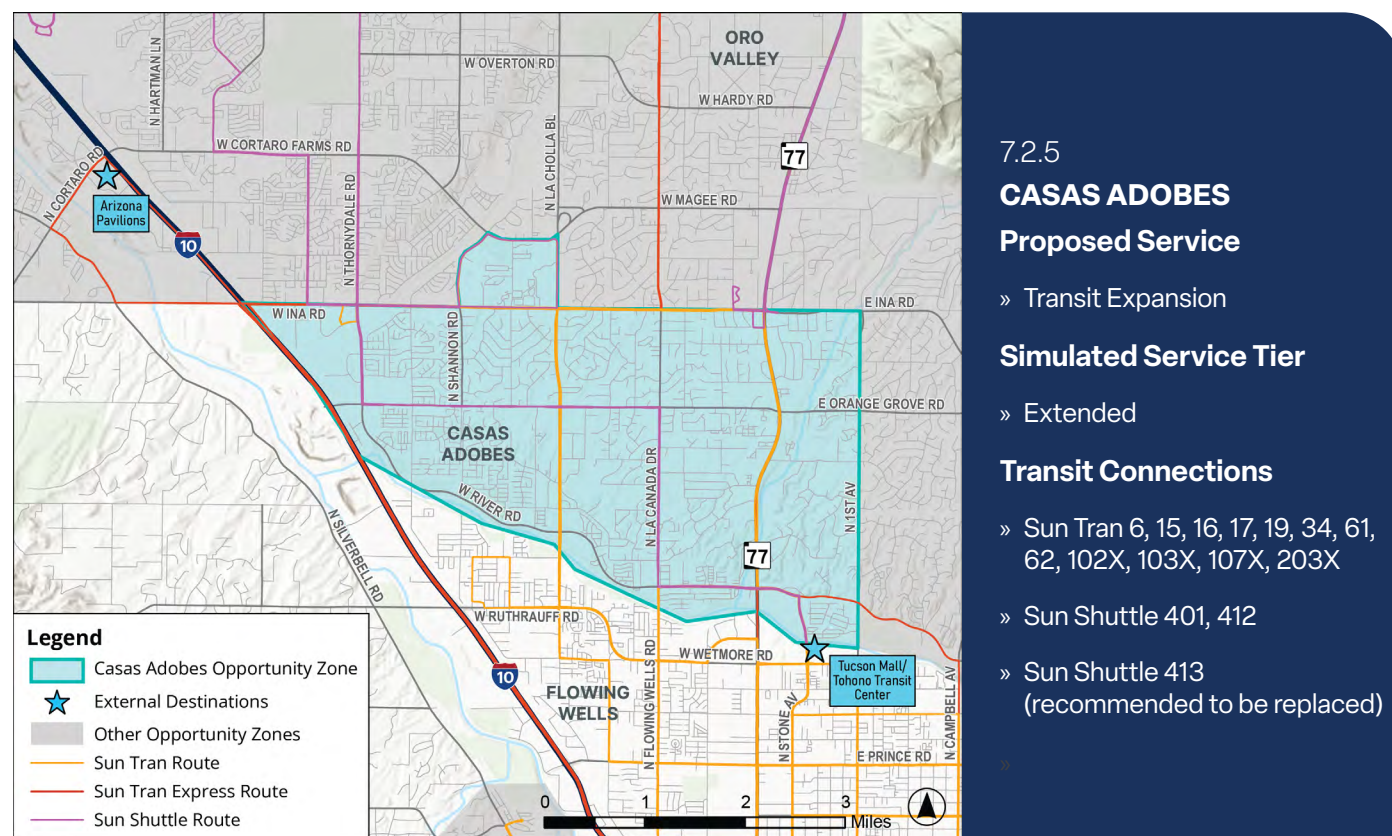 ORO
VALLEY
W OVERTON RD
N HARTMAN LN
W HARDY RD
N LA CHOLLA BL
W CORTARO FARMS RD
77
N CORTARO RD
Arizona
Pavilions
N THORNYDALE RD
W MAGEE RD
10
W INA RD
E INA RD
N SHANNON RD
E ORANGE GROVE RD
CASAS
ADOBES
N LA CANADA DR
W RIVER RD
N 1ST AV
N SILVERBELL RD
77
W RUTHRAUFF RD
W WETMORE RD
Tucson Mall/
Tohono Transit
Center
10
FLOWING
WELLS
N FLOWING WELLS RD
N STONE AV
N CAMPBELL AV
E PRINCE RD
0 1 2 3
Miles
Legend
Casas Adobes Opportunity Zone
External Destinations
Other Opportunity Zones
Sun Tran Route
Sun Tran Express Route
Sun Shuttle Route
7.2.5
CASAS ADOBES
Proposed Service
» Transit Expansion
Simulated Service Tier
» Extended
Transit Connections
» Sun Tran 6, 15, 16, 17, 19, 34, 61,
62, 102X, 103X, 107X, 203X
» Sun Shuttle 401, 412
» Sun Shuttle 413
(recommended to be replaced)
»